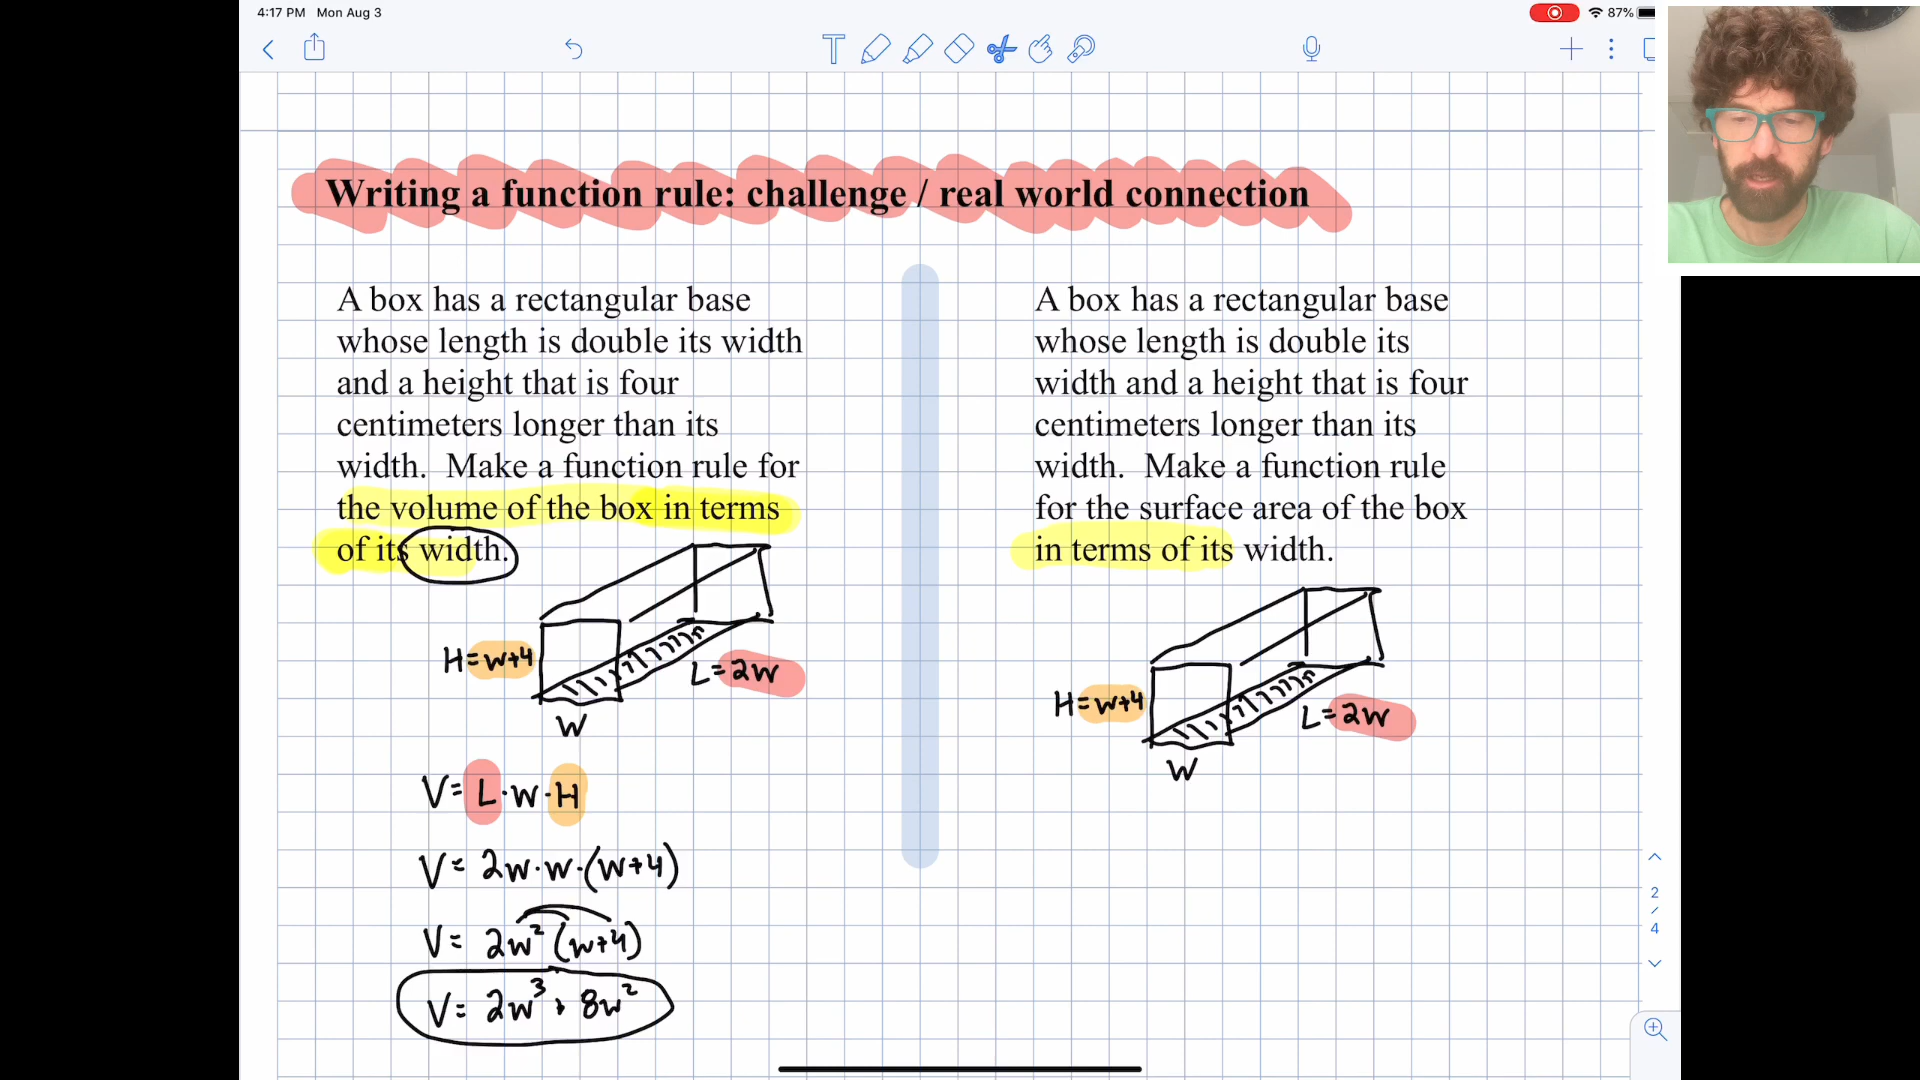 4:17 PM Mon Aug 3
87%
Writing a function rule: challenge / real world connection
A box has a rectangular base
whose length is double its width
and a height that is four
centimeters longer than its
width. Make a function rule for
the volume of the box in terms
of its width.
H=w+4
L=2w
W
V=L·w·H
V=2w·w·(w+4)
V=2w²(w+4)
V=2w³+8w²
A box has a rectangular base
whose length is double its
width and a height that is four
centimeters longer than its
width. Make a function rule
for the surface area of the box
in terms of its width.
H=w+4
L=2w
W
2
/
4